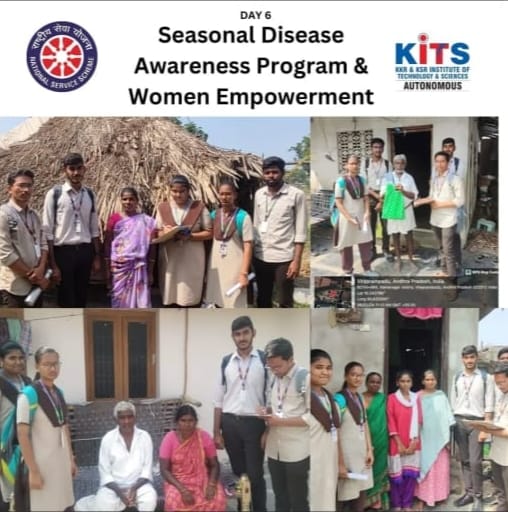 DAY 6
Seasonal Disease
Awareness Program &
Women Empowerment
राष्ट्रीय सेवा योजना
NATIONAL SERVICE SCHEME
KiTS
KKR & KSR INSTITUTE OF
TECHNOLOGY & SCIENCES
AUTONOMOUS
Andhra Pradesh, India